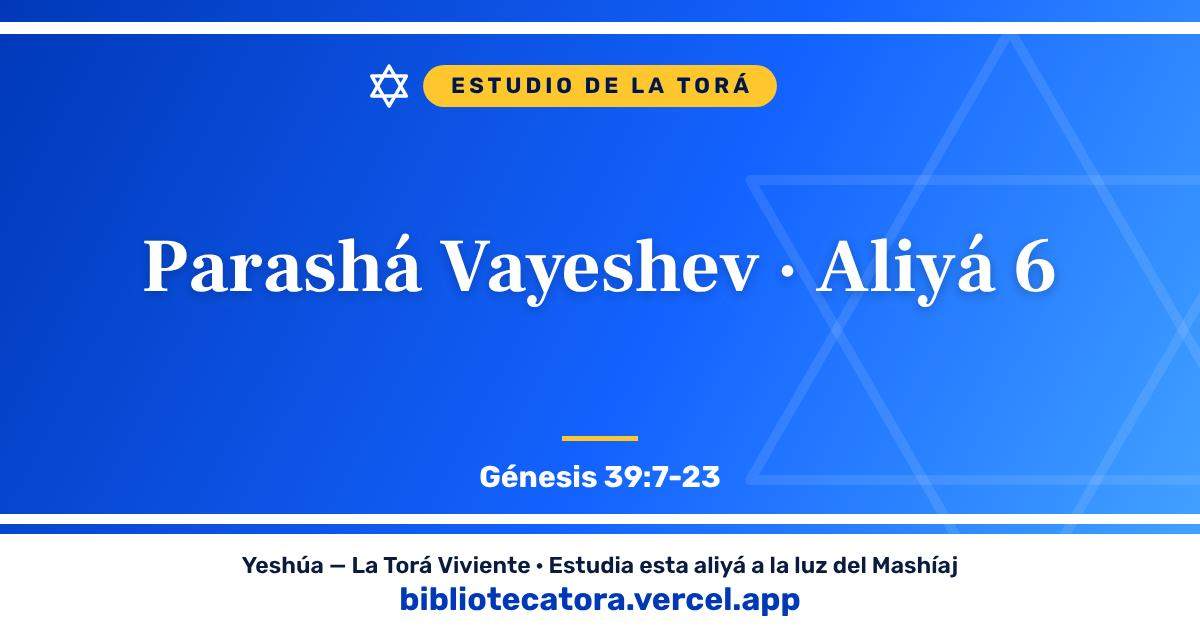 ESTUDIO DE LA TORÁ
Parashá Vayeshev · Aliyá 6
Génesis 39:7-23
Yeshúa — La Torá Viviente • Estudia esta aliyá a la luz del Mashíaj
bibliotecatora.vercel.app